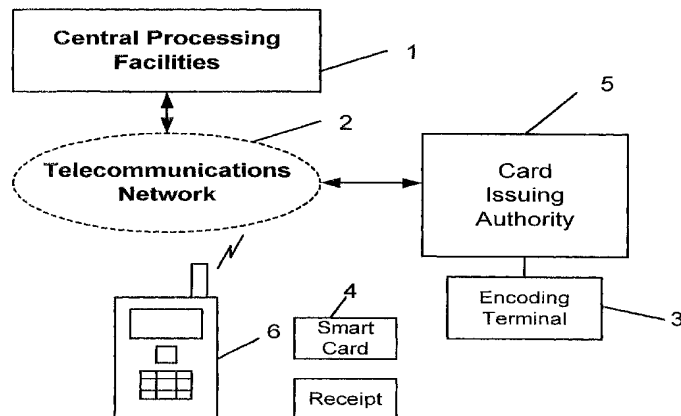 Central Processing
Facilities
1
2
5
Telecommunications
Network
Card
Issuing
Authority
4
6
Smart
Card
Encoding
Terminal
3
Receipt